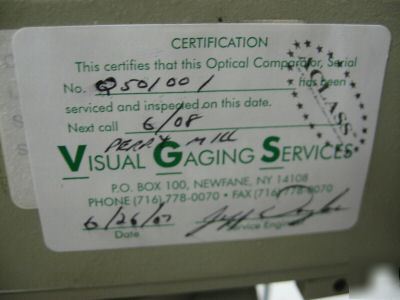 CERTIFICATION
This certifies that this Optical Comparator, Serial
No. Q501001 has been
serviced and inspected on this date.
Next call 6/08
PERRY MILL
VISUAL GAGING SERVICES
P.O. BOX 100, NEWFANE, NY 14108
PHONE (716) 778-0070 • FAX (716) 778-0070
6/26/07
Date Service Engineer